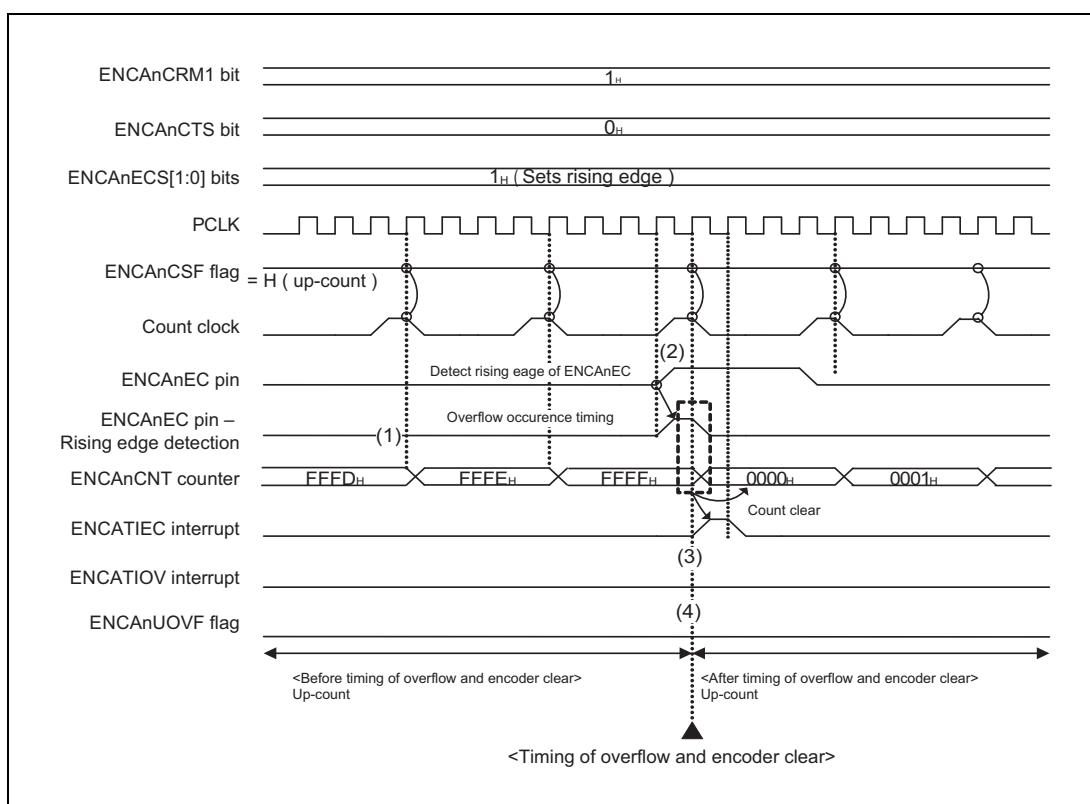 ENCAnCRM1 bit
1H
ENCAnCTS bit
0H
ENCAnECS[1:0] bits
1H ( Sets rising edge )
PCLK
ENCAnCSF flag
= H ( up-count )
Count clock
(2)
ENCAnEC pin
Detect rising eage of ENCAnEC
ENCAnEC pin –
Rising edge detection
(1)
Overflow occurence timing
ENCAnCNT counter
FFFDH
FFFEH
FFFFH
0000H
0001H
Count clear
ENCATIEC interrupt
(3)
ENCATIOV interrupt
(4)
ENCAnUOVF flag
<Before timing of overflow and encoder clear>
Up-count
<After timing of overflow and encoder clear>
Up-count
<Timing of overflow and encoder clear>